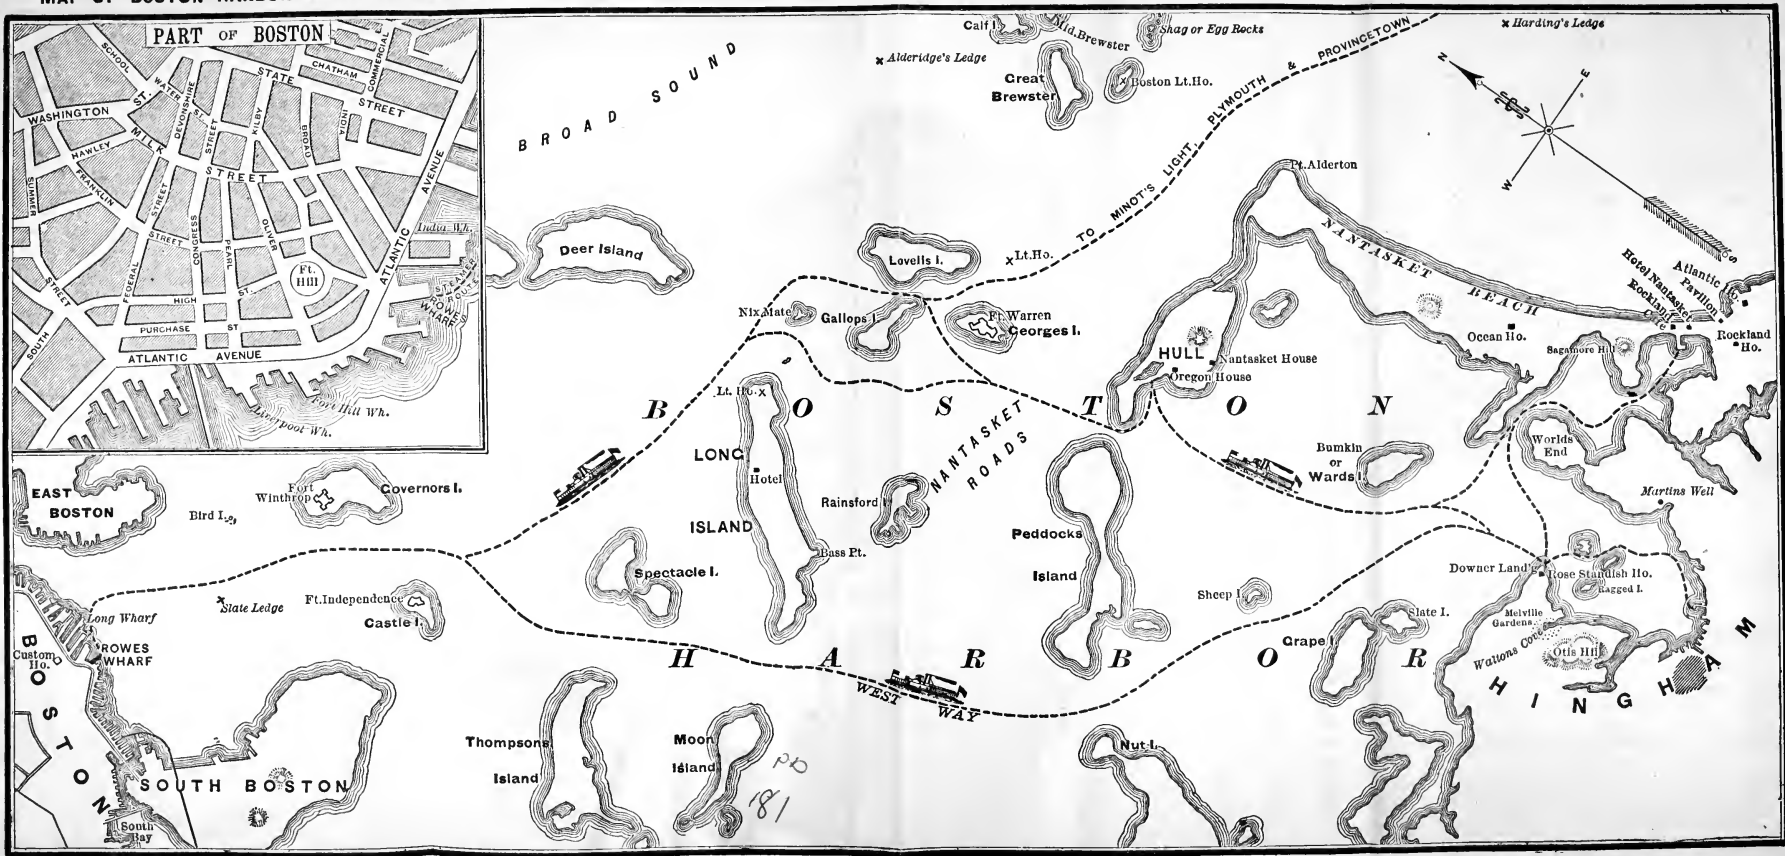 PART OF BOSTON
SCHOOL
WATER ST.
DEVONSHIRE
STATE
STREET
CHATHAM
COMMERCIAL
INDIA
KILBY
BROAD
WASHINGTON
ST.
MILK
STREET
STREET
HAWLEY
FRANKLIN
STREET
SUMMER
STREET
SOUTH
FEDERAL
STREET
CONGRESS
PEARL
OLIVER
ST.
HIGH
PURCHASE ST
ATLANTIC AVENUE
ATLANTIC
AVENUE
Ft.
HILL
India Wh.
STEAMER
ROUTE
ROWES
WHARF
Fort Hill Wh.
Liverpool Wh.
BROAD SOUND
Calf I.
Mid. Brewster
Shag or Egg Rocks
Harding's Ledge
Alderidge's Ledge
Great
Brewster
Boston Lt.Ho.
TO MINOT'S LIGHT, PLYMOUTH & PROVINCETOWN
N
E
W
S
Pt. Alderton
NANTASKET
BEACH
Deer Island
Lovells I.
Lt.Ho.
Nix Mate
Gallops I.
Ft. Warren
Georges I.
HULL
Nantasket House
Oregon House
Ocean Ho.
Sagamore Hill
Hotel Nantasket
Rockland
Cafe
Atlantic Ho.
Pavilion
Rockland
Ho.
Lt. Ho.
BOSTON
NANTASKET
ROADS
LONG
ISLAND
Hotel
Bass Pt.
Rainsford I.
Bumkin
or
Wards I.
Worlds
End
Martins Well
EAST
BOSTON
Bird I.
Fort
Winthrop
Governors I.
Peddocks
Island
Spectacle I.
Sheep I.
Downer Land'g
Rose Standish Ho.
Ragged I.
Melville
Gardens
Slate I.
Grape I.
Waltons Cove
Otis Hill
HINGHAM
Long Wharf
Slate Ledge
Ft. Independence
Castle I.
ROWES
WHARF
Custom
Ho.
BOSTON
HARBOR
WEST WAY
Thompsons
Island
Moon
Island
Nut I.
SOUTH BOSTON
South
Bay
'81